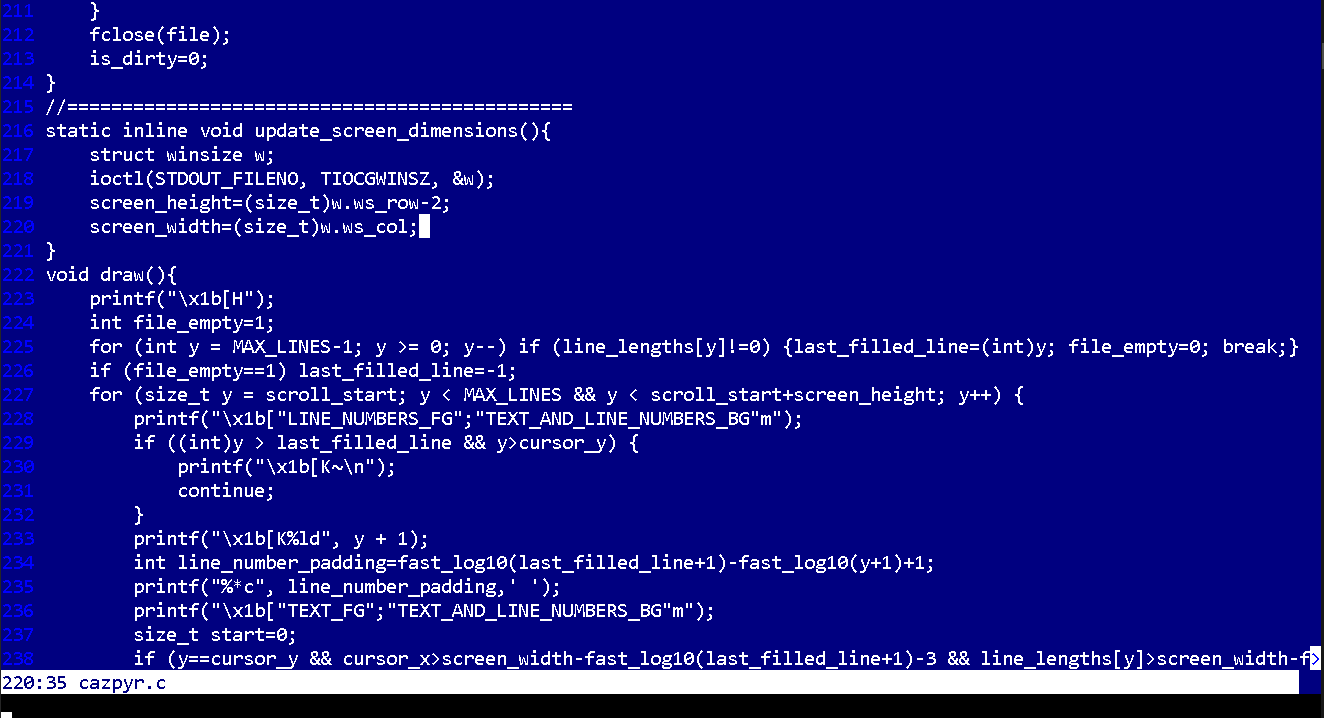 211     }
212     fclose(file);
213     is_dirty=0;
214 }
215 //==============================================
216 static inline void update_screen_dimensions(){
217     struct winsize w;
218     ioctl(STDOUT_FILENO, TIOCGWINSZ, &w);
219     screen_height=(size_t)w.ws_row-2;
220     screen_width=(size_t)w.ws_col;
221 }
222 void draw(){
223     printf("\x1b[H");
224     int file_empty=1;
225     for (int y = MAX_LINES-1; y >= 0; y--) if (line_lengths[y]!=0) {last_filled_line=(int)y; file_empty=0; break;}
226     if (file_empty==1) last_filled_line=-1;
227     for (size_t y = scroll_start; y < MAX_LINES && y < scroll_start+screen_height; y++) {
228         printf("\x1b["LINE_NUMBERS_FG";"TEXT_AND_LINE_NUMBERS_BG"m");
229         if ((int)y > last_filled_line && y>cursor_y) {
230             printf("\x1b[K~\n");
231             continue;
232         }
233         printf("\x1b[K%ld", y + 1);
234         int line_number_padding=fast_log10(last_filled_line+1)-fast_log10(y+1)+1;
235         printf("%*c", line_number_padding,' ');
236         printf("\x1b["TEXT_FG";"TEXT_AND_LINE_NUMBERS_BG"m");
237         size_t start=0;
238         if (y==cursor_y && cursor_x>screen_width-fast_log10(last_filled_line+1)-3 && line_lengths[y]>screen_width-f>
220:35 cazpyr.c